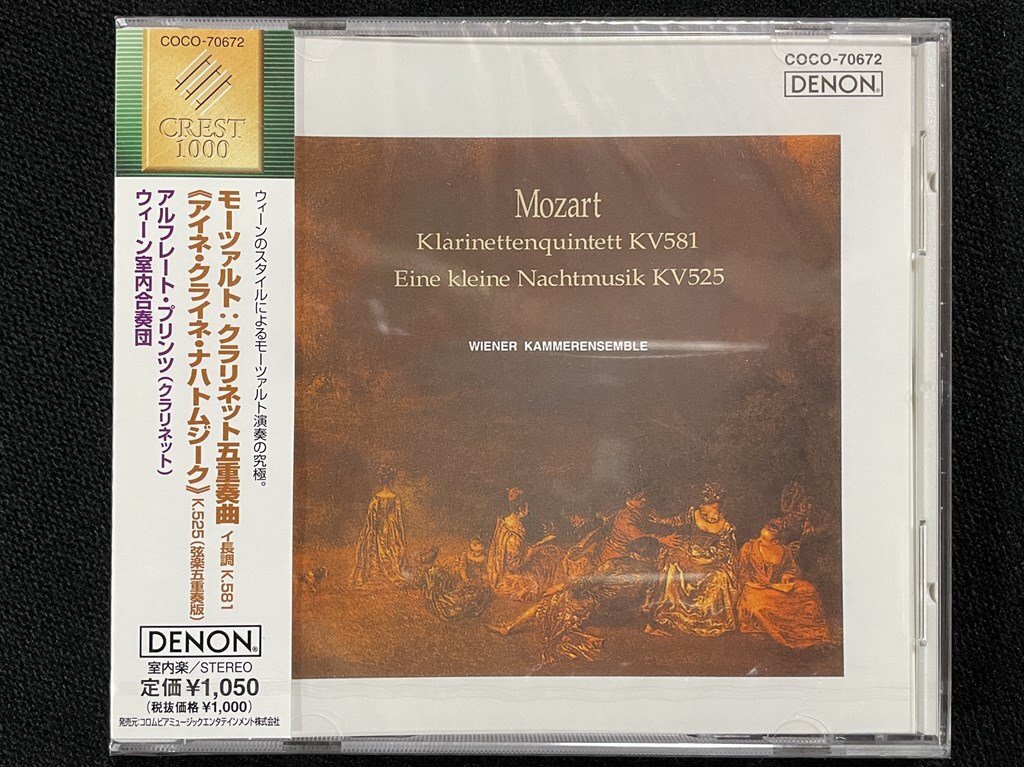 COCO-70672
CREST
1000
ウィーンのスタイルによるモーツァルト演奏の究極。
モーツァルト：クラリネット五重奏曲 イ長調 K.581
《アイネ・クライネ・ナハトムジーク》K.525（弦楽五重奏版）
アルフレート・プリンツ（クラリネット）
ウィーン室内合奏団
DENON®
室内楽／STEREO
定価￥1,050
（税抜価格￥1,000）
発売元:コロムビアミュージックエンタテインメント株式会社
COCO-70672
DENON®
Mozart
Klarinettenquintett KV581
Eine kleine Nachtmusik KV525
WIENER KAMMERENSEMBLE